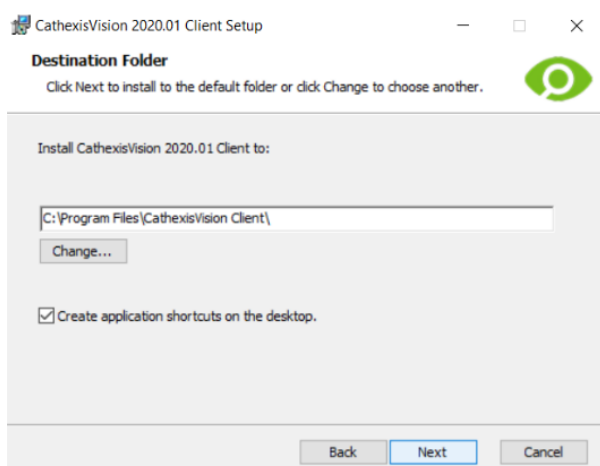 CathexisVision 2020.01 Client Setup
Destination Folder
Click Next to install to the default folder or click Change to choose another.
Install CathexisVision 2020.01 Client to:
C:\Program Files\CathexisVision Client\
Change...
Create application shortcuts on the desktop.
Back Next Cancel